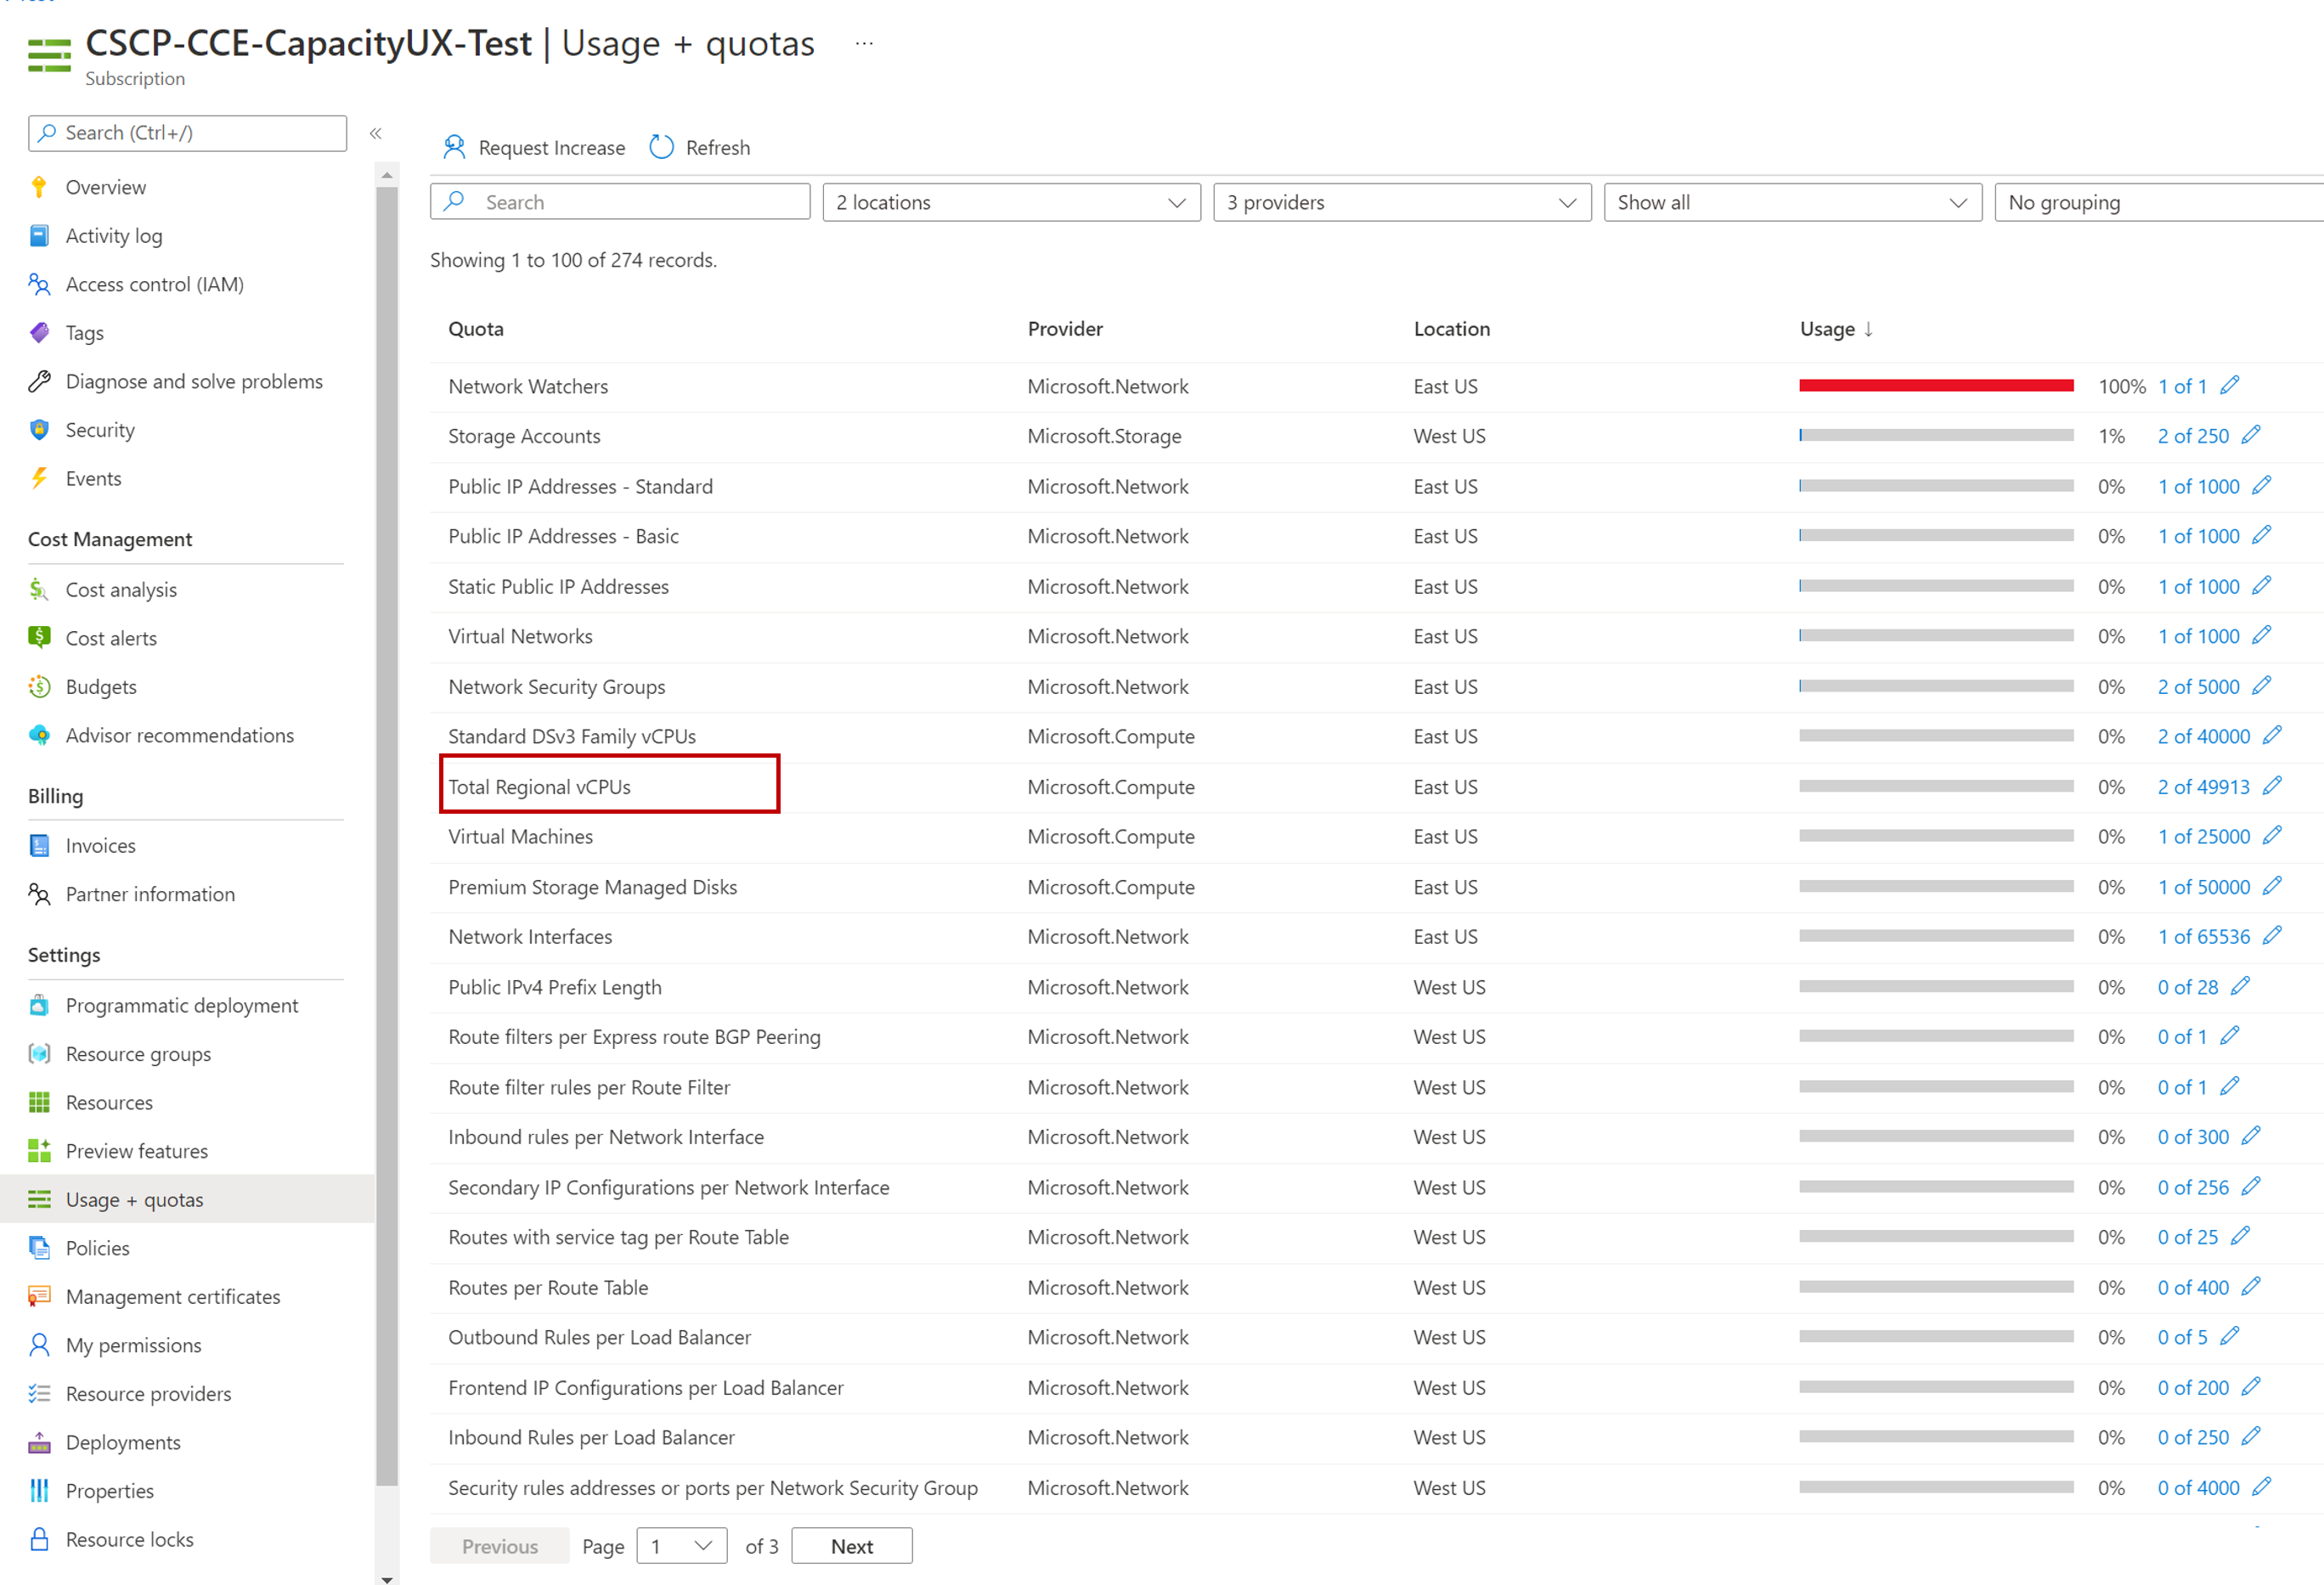 CSCP-CCE-CapacityUX-Test | Usage + quotas ...
Subscription
Search (Ctrl+/)
«
Overview
Activity log
Access control (IAM)
Tags
Diagnose and solve problems
Security
Events
Cost Management
Cost analysis
Cost alerts
Budgets
Advisor recommendations
Billing
Invoices
Partner information
Settings
Programmatic deployment
Resource groups
Resources
Preview features
Usage + quotas
Policies
Management certificates
My permissions
Resource providers
Deployments
Properties
Resource locks
Request Increase Refresh
Search 2 locations 3 providers Show all No grouping
Showing 1 to 100 of 274 records.
Quota Provider Location Usage ↓
Network Watchers Microsoft.Network East US 100% 1 of 1
Storage Accounts Microsoft.Storage West US 1% 2 of 250
Public IP Addresses - Standard Microsoft.Network East US 0% 1 of 1000
Public IP Addresses - Basic Microsoft.Network East US 0% 1 of 1000
Static Public IP Addresses Microsoft.Network East US 0% 1 of 1000
Virtual Networks Microsoft.Network East US 0% 1 of 1000
Network Security Groups Microsoft.Network East US 0% 2 of 5000
Standard DSv3 Family vCPUs Microsoft.Compute East US 0% 2 of 40000
Total Regional vCPUs Microsoft.Compute East US 0% 2 of 49913
Virtual Machines Microsoft.Compute East US 0% 1 of 25000
Premium Storage Managed Disks Microsoft.Compute East US 0% 1 of 50000
Network Interfaces Microsoft.Network East US 0% 1 of 65536
Public IPv4 Prefix Length Microsoft.Network West US 0% 0 of 28
Route filters per Express route BGP Peering Microsoft.Network West US 0% 0 of 1
Route filter rules per Route Filter Microsoft.Network West US 0% 0 of 1
Inbound rules per Network Interface Microsoft.Network West US 0% 0 of 300
Secondary IP Configurations per Network Interface Microsoft.Network West US 0% 0 of 256
Routes with service tag per Route Table Microsoft.Network West US 0% 0 of 25
Routes per Route Table Microsoft.Network West US 0% 0 of 400
Outbound Rules per Load Balancer Microsoft.Network West US 0% 0 of 5
Frontend IP Configurations per Load Balancer Microsoft.Network West US 0% 0 of 200
Inbound Rules per Load Balancer Microsoft.Network West US 0% 0 of 250
Security rules addresses or ports per Network Security Group Microsoft.Network West US 0% 0 of 4000
Previous Page 1 of 3 Next